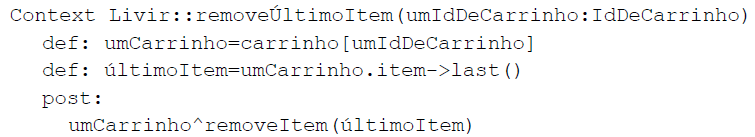 Context Livir::removeÚltimoItem(umIdDeCarrinho:IdDeCarrinho)
def: umCarrinho=carrinho[umIdDeCarrinho]
def: últimoItem=umCarrinho.item->last()
post:
umCarrinho^removeItem(últimoItem)